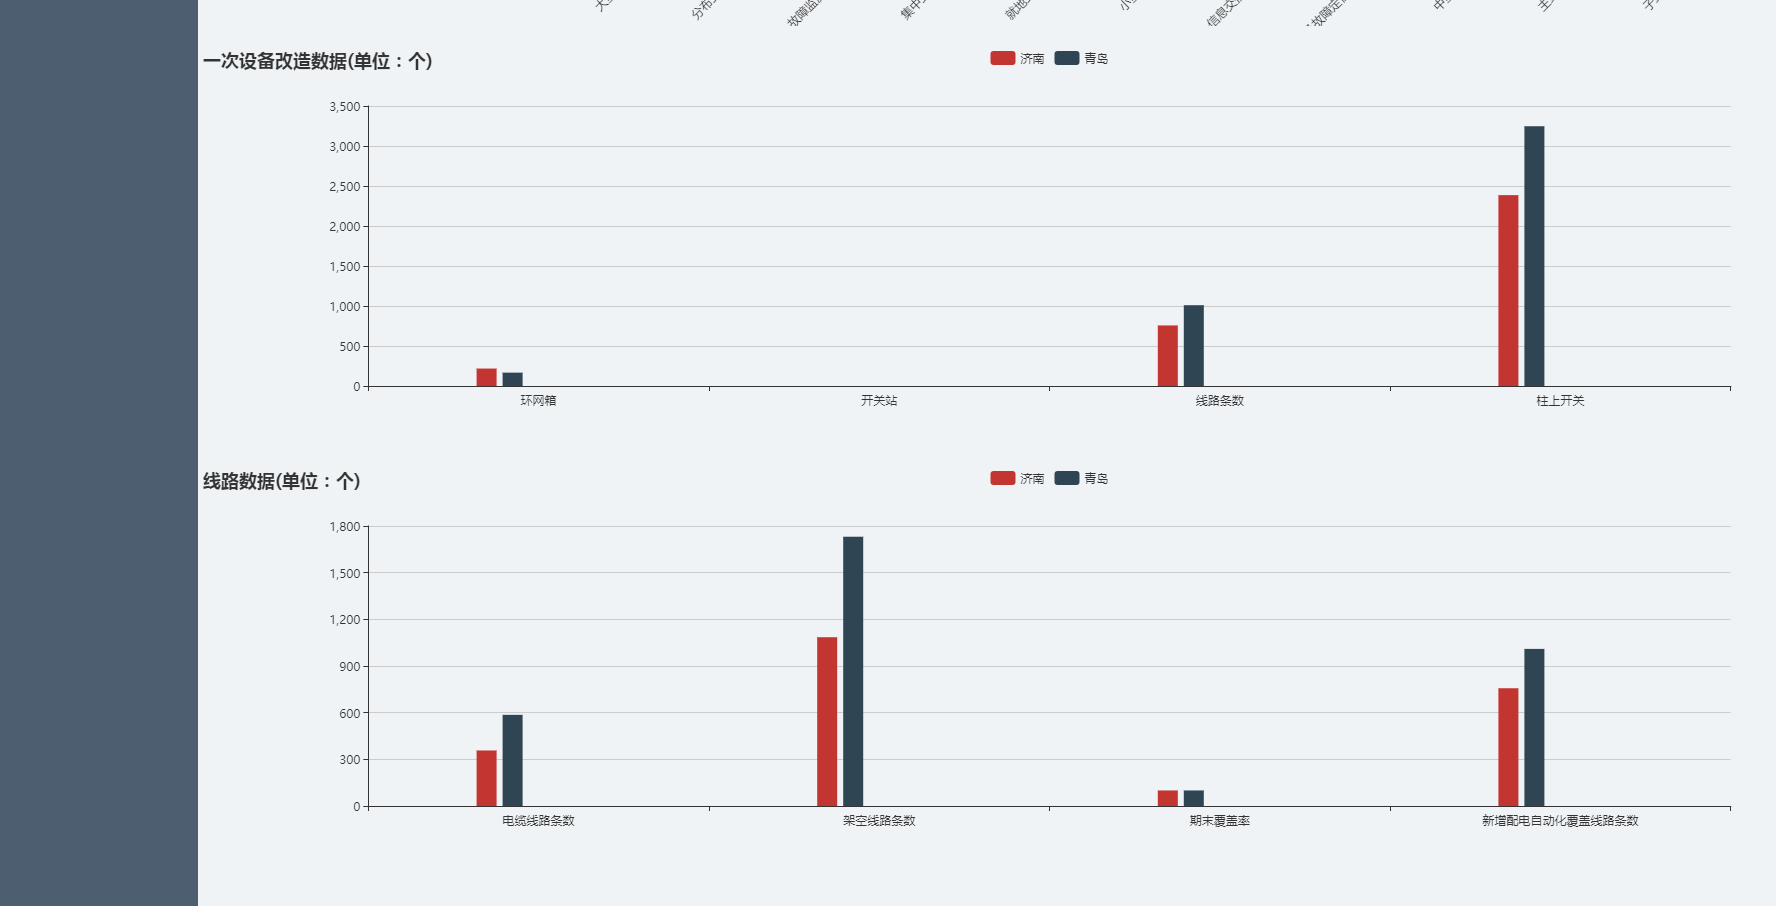 一次设备改造数据(单位：个)
济南 青岛
3,500
3,000
2,500
2,000
1,500
1,000
500
0
环网箱 开关站 线路条数 柱上开关
线路数据(单位：个)
济南 青岛
1,800
1,500
1,200
900
600
300
0
电缆线路条数 架空线路条数 期末覆盖率 新增配电自动化覆盖线路条数